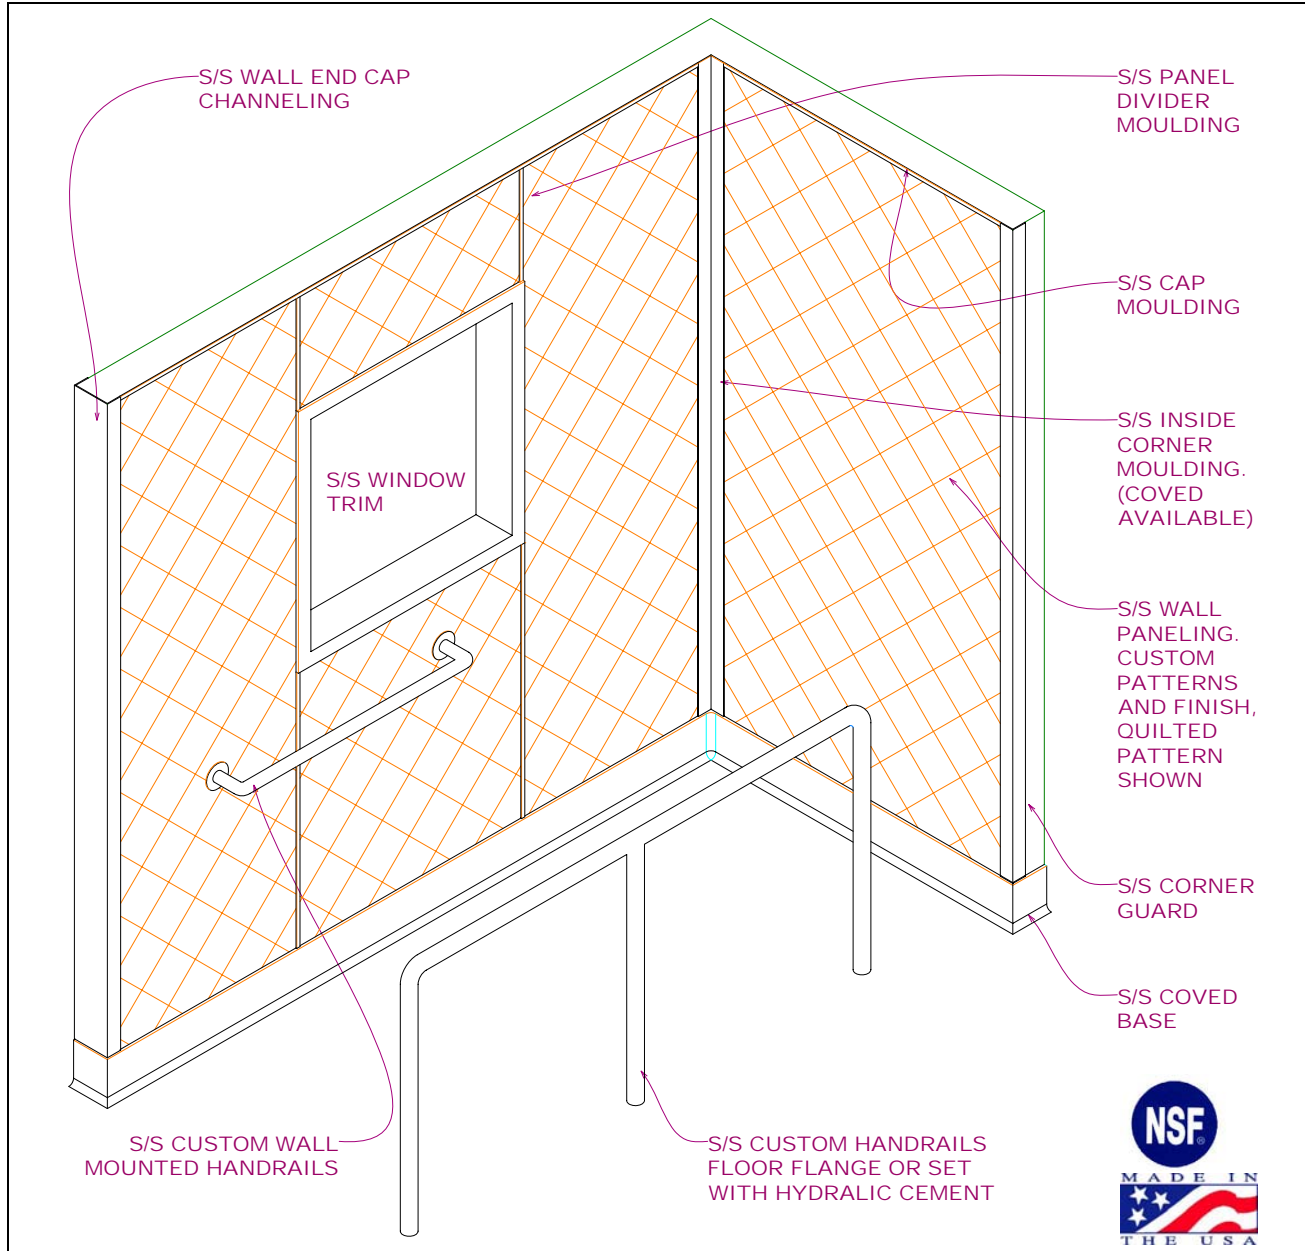 S/S WALL END CAP
CHANNELING
S/S PANEL
DIVIDER
MOULDING
S/S CAP
MOULDING
S/S INSIDE
CORNER
MOULDING.
(COVED
AVAILABLE)
S/S WINDOW
TRIM
S/S WALL
PANELING.
CUSTOM
PATTERNS
AND FINISH,
QUILTED
PATTERN
SHOWN
S/S CORNER
GUARD
S/S COVED
BASE
S/S CUSTOM WALL
MOUNTED HANDRAILS
S/S CUSTOM HANDRAILS
FLOOR FLANGE OR SET
WITH HYDRALIC CEMENT
NSF®
MADE IN
THE USA